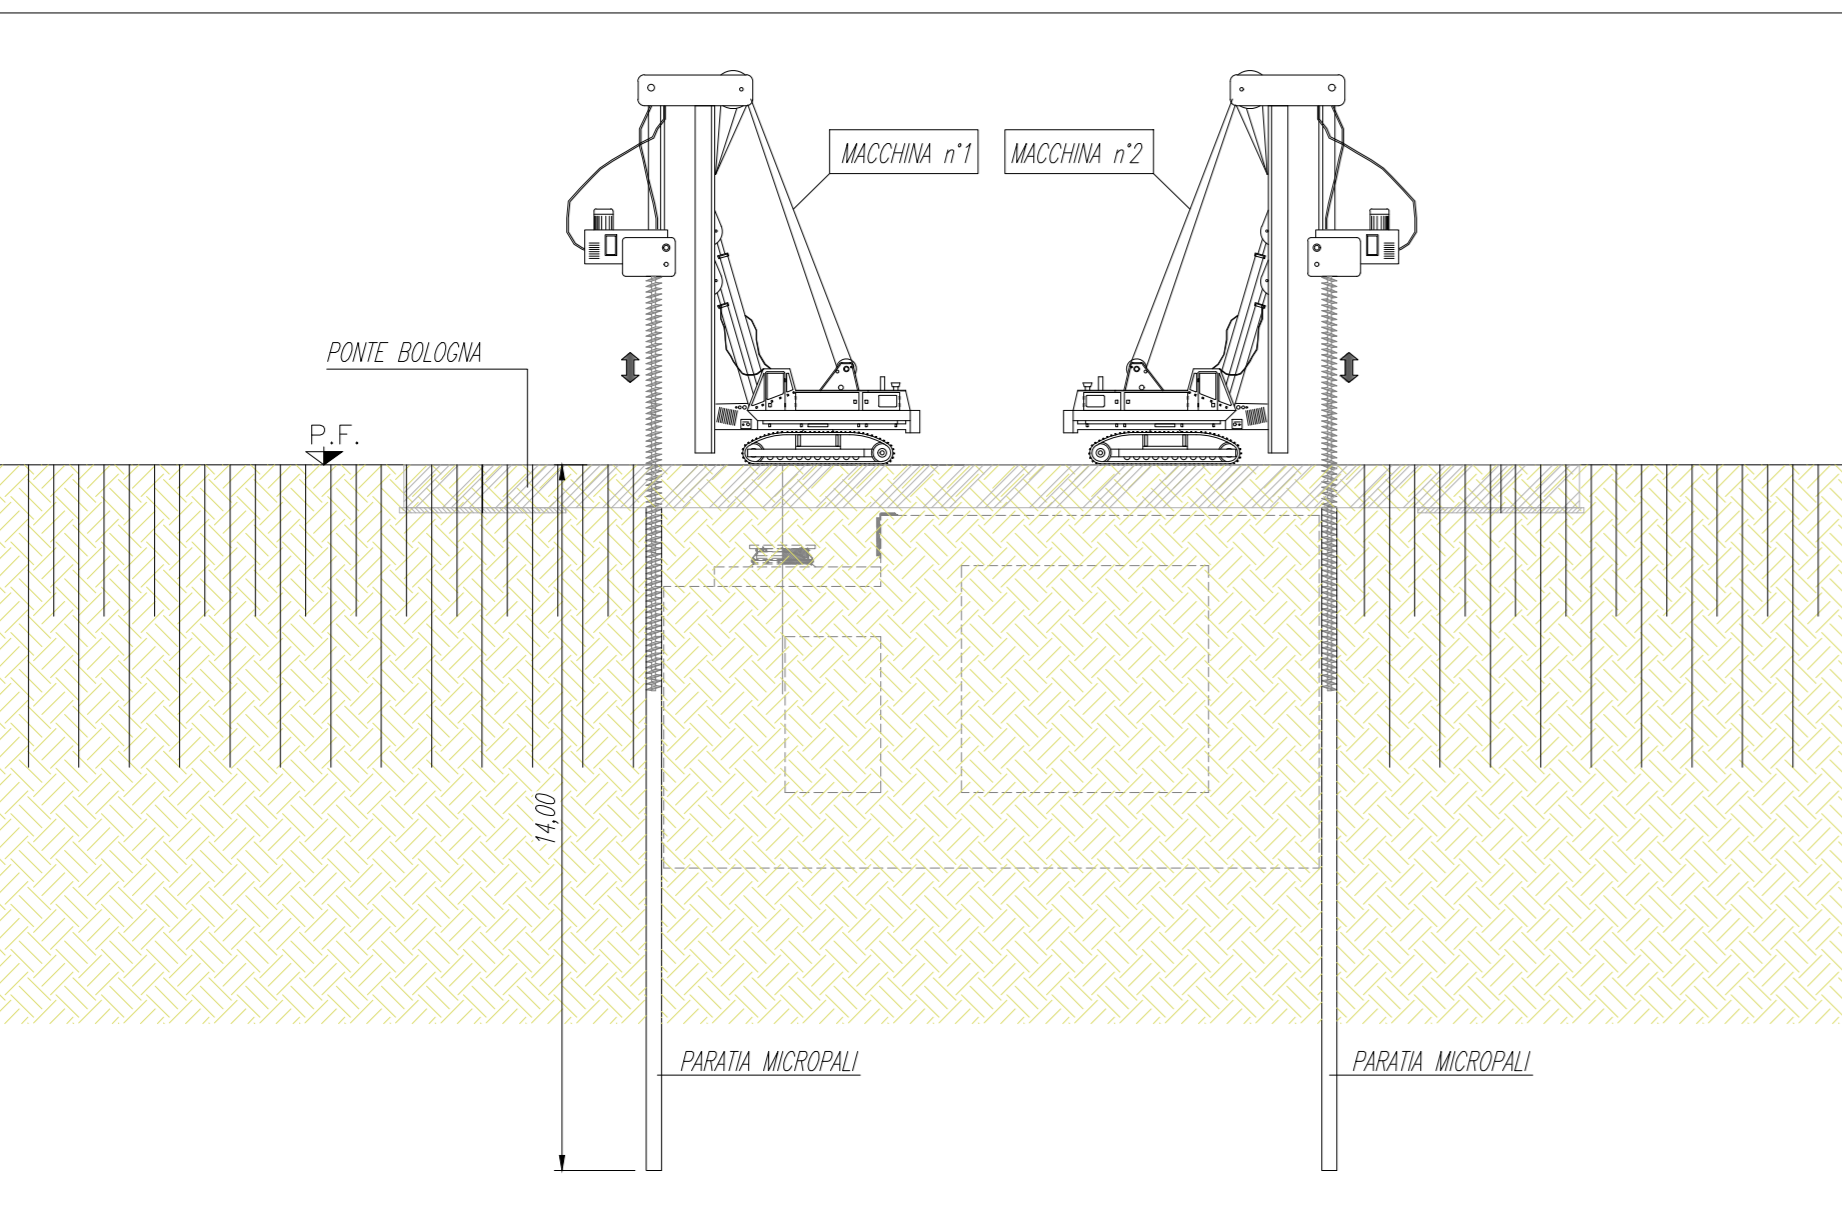 MACCHINA n°1
MACCHINA n°2
PONTE BOLOGNA
P.F.
14,00
PARATIA MICROPALI
PARATIA MICROPALI